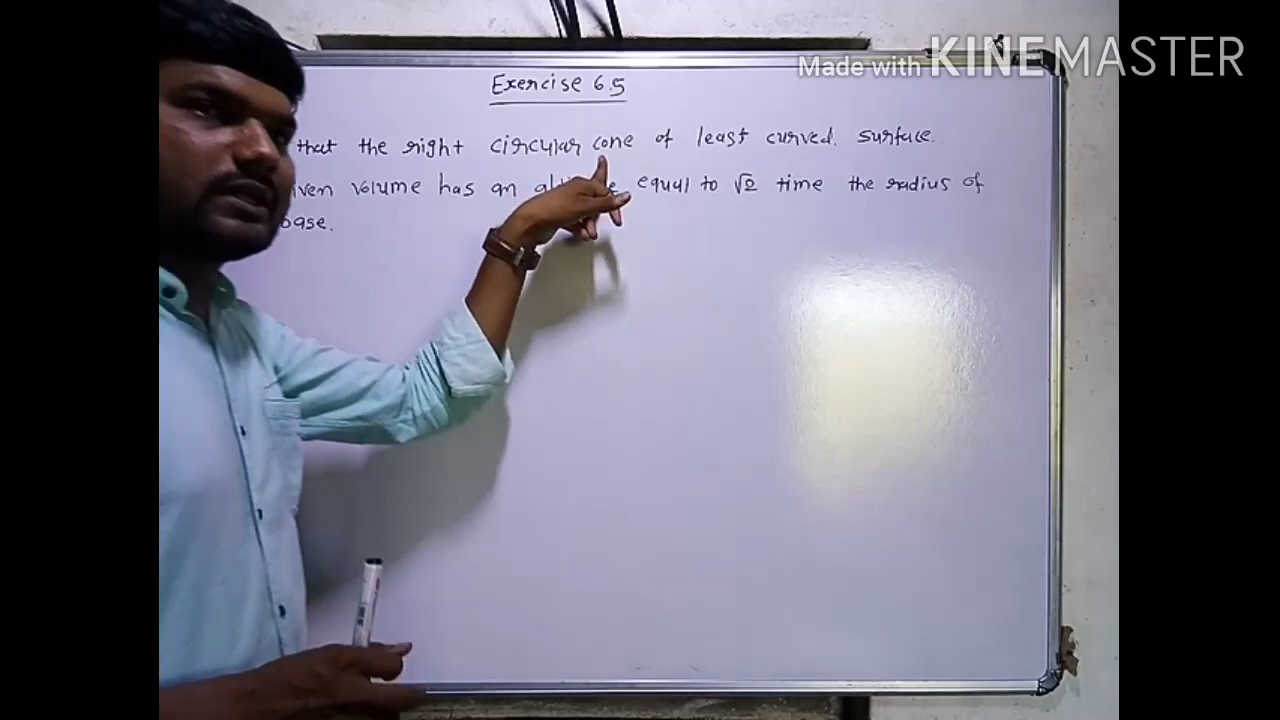 Made with KINEMASTER
Exercise 6.5
that the right circular cone of least curved surface.
volume has an equal to √2 time the radius of
base.